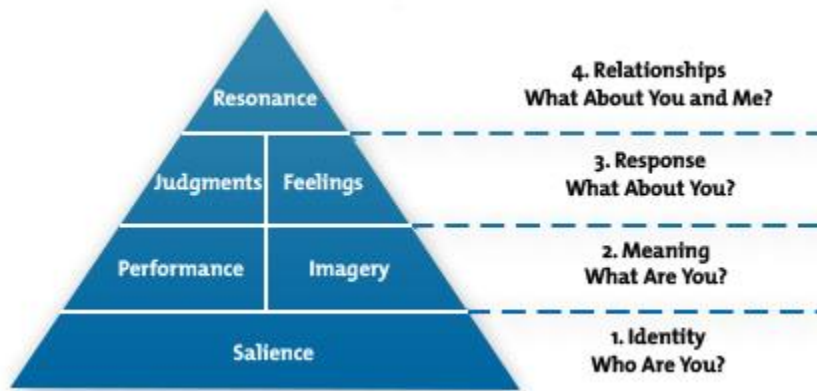 Resonance
4. Relationships
What About You and Me?
Judgments
Feelings
3. Response
What About You?
Performance
Imagery
2. Meaning
What Are You?
Salience
1. Identity
Who Are You?